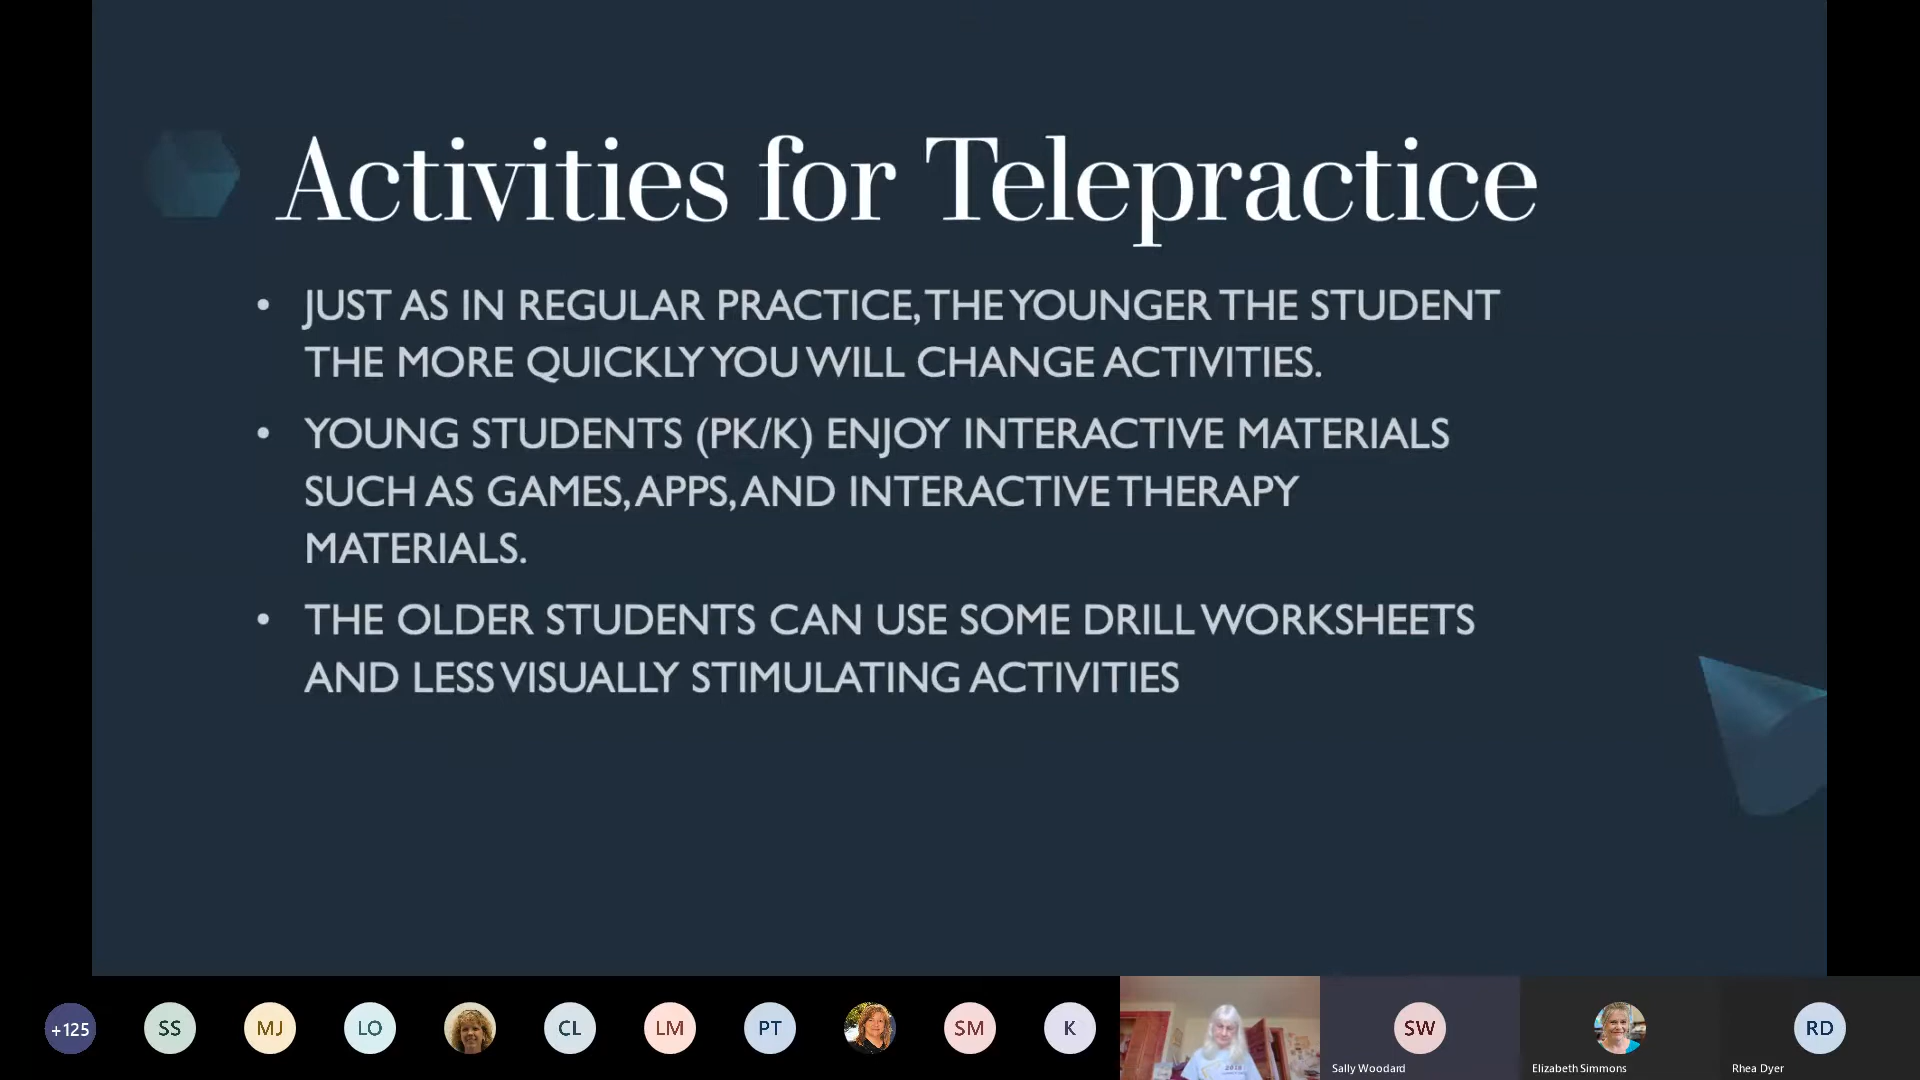 Activities for Telepractice
• JUST AS IN REGULAR PRACTICE, THE YOUNGER THE STUDENT
THE MORE QUICKLY YOU WILL CHANGE ACTIVITIES.
• YOUNG STUDENTS (PK/K) ENJOY INTERACTIVE MATERIALS
SUCH AS GAMES, APPS, AND INTERACTIVE THERAPY
MATERIALS.
• THE OLDER STUDENTS CAN USE SOME DRILL WORKSHEETS
AND LESS VISUALLY STIMULATING ACTIVITIES
+125 SS MJ LO CL LM PT SM K SW RD
Sally Woodard Elizabeth Simmons Rhea Dyer